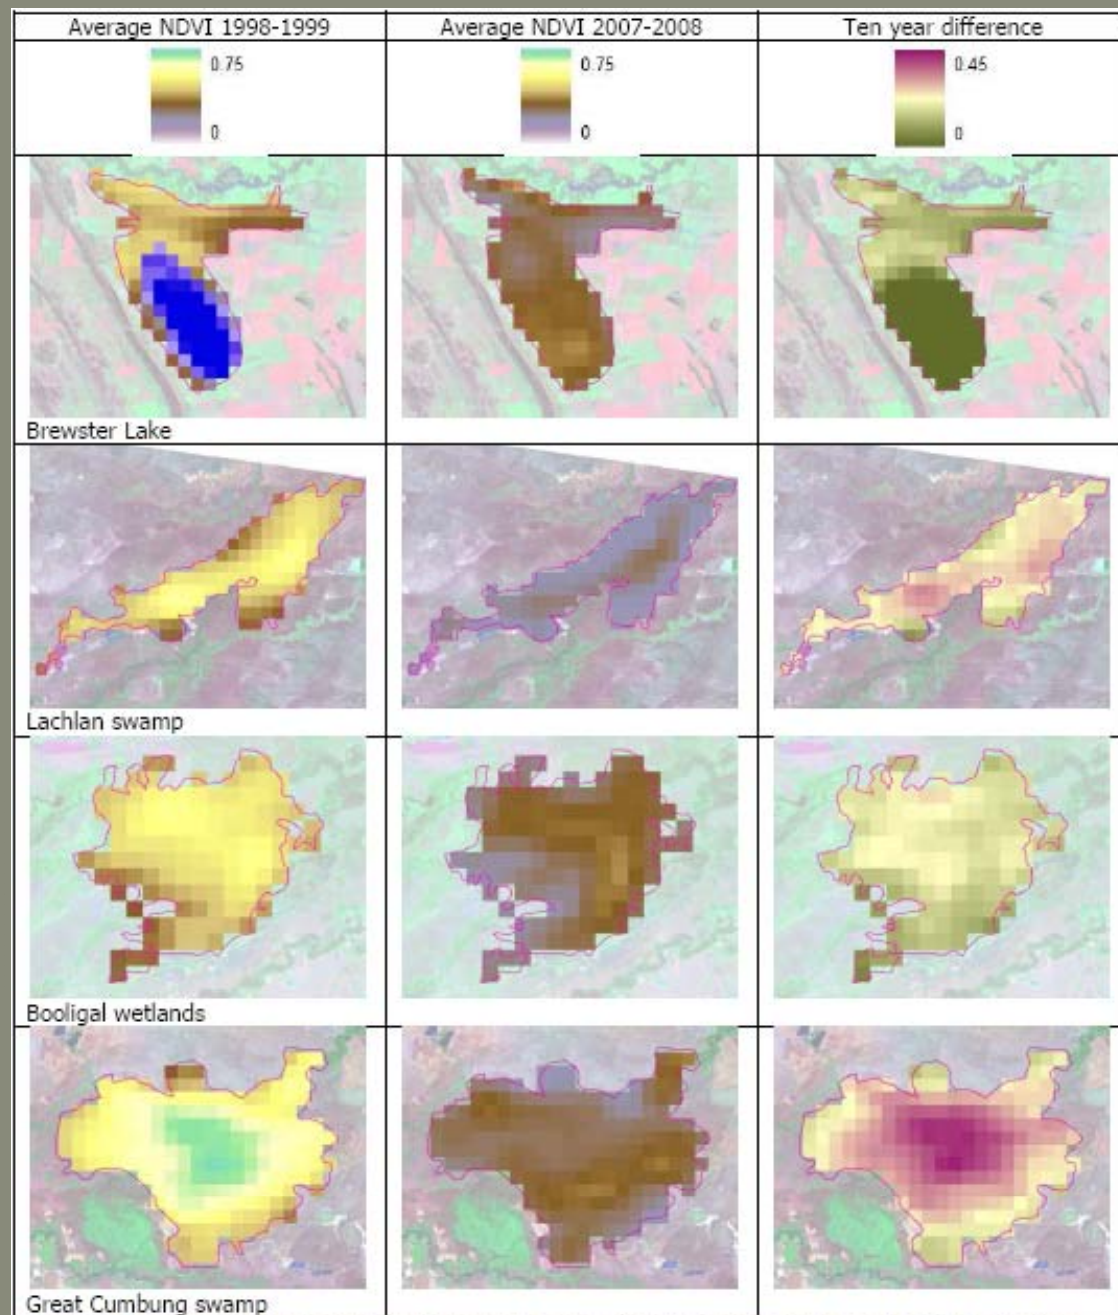 Average NDVI 1998-1999 Average NDVI 2007-2008 Ten year difference
0.75 0.75 0.45
0 0 0
Brewster Lake
Lachlan swamp
Booligal wetlands
Great Cumbung swamp